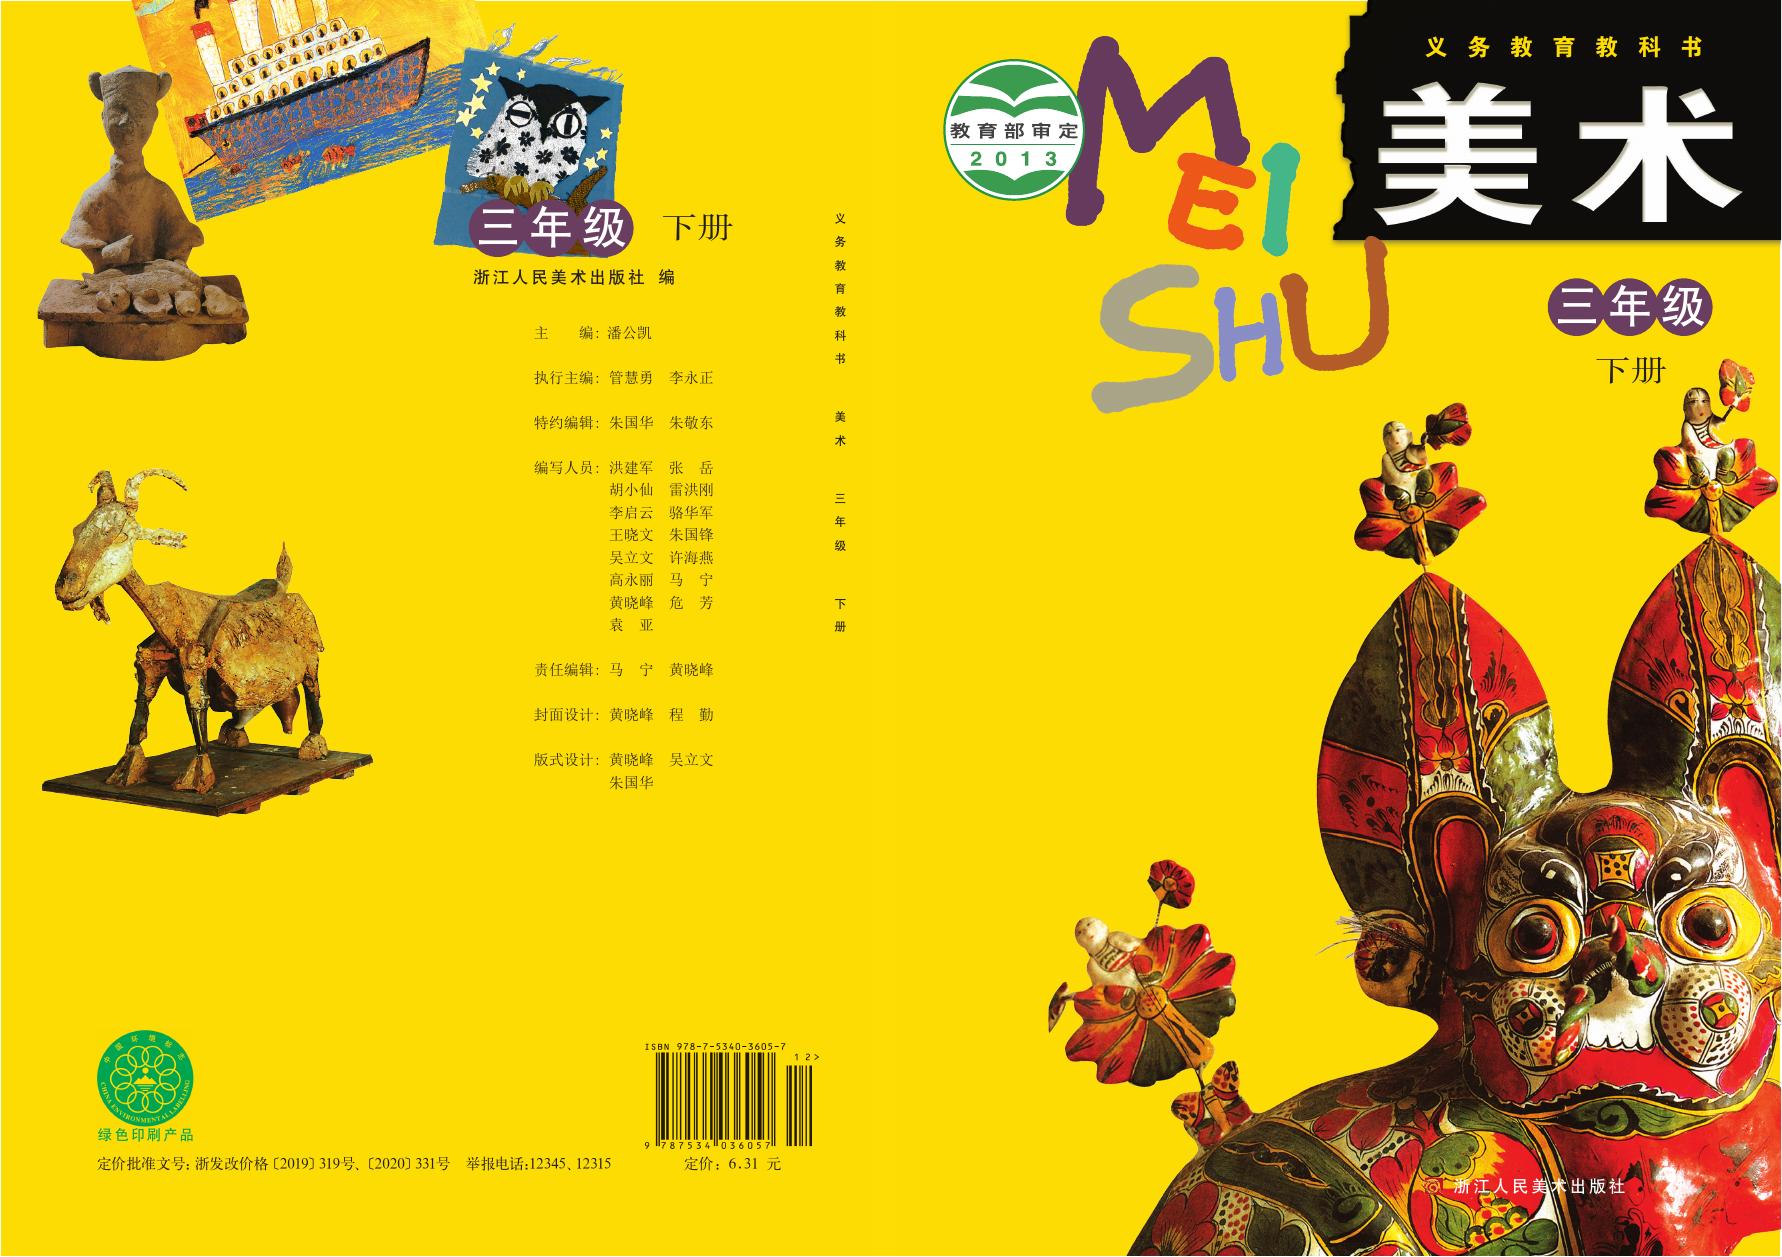 三年级 下册
浙江人民美术出版社 编
主 编: 潘公凯
执行主编: 管慧勇 李永正
特约编辑: 朱国华 朱敬东
编写人员: 洪建军 张 岳
胡小仙 雷洪刚
李启云 骆华军
王晓文 朱国锋
吴立文 许海燕
高永丽 马 宁
黄晓峰 危 芳
袁 亚
责任编辑: 马 宁 黄晓峰
封面设计: 黄晓峰 程 勤
版式设计: 黄晓峰 吴立文
朱国华
中国环境标志
CHINA ENVIRONMENTAL LABELLING
绿色印刷产品
ISBN 978-7-5340-3605-7
12>
9 787534 036057
定价批准文号: 浙发改价格〔2019〕319号、〔2020〕331号 举报电话:12345、12315
定价: 6.31 元
义务教育教科书 美术 三年级 下册
义务教育教科书
美术
MEI
SHU
教育部审定
2013
三年级
下册
浙江人民美术出版社